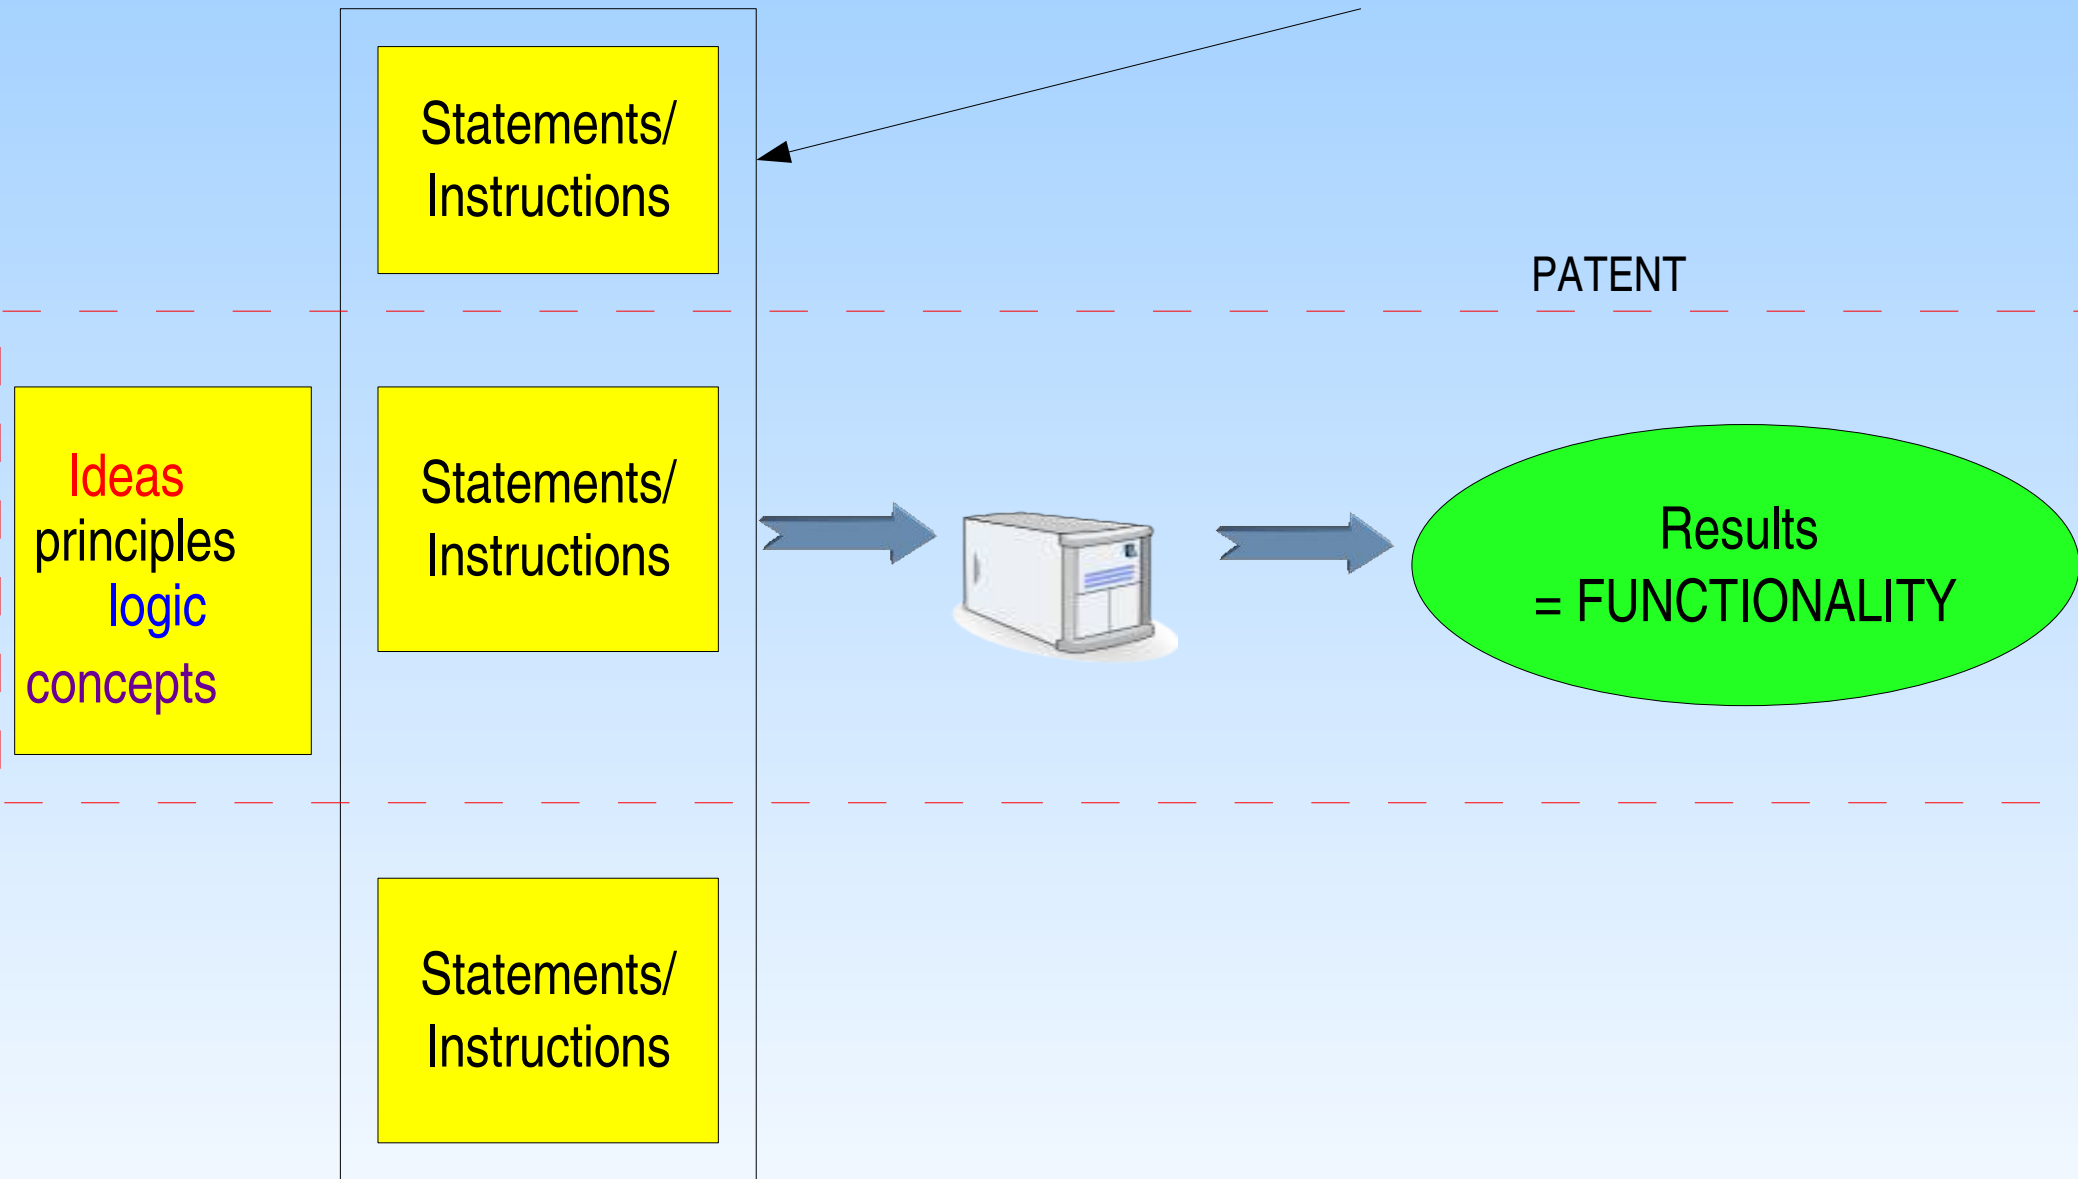 Statements/
Instructions
PATENT
Ideas
principles
logic
concepts
Statements/
Instructions
Results
= FUNCTIONALITY
Statements/
Instructions